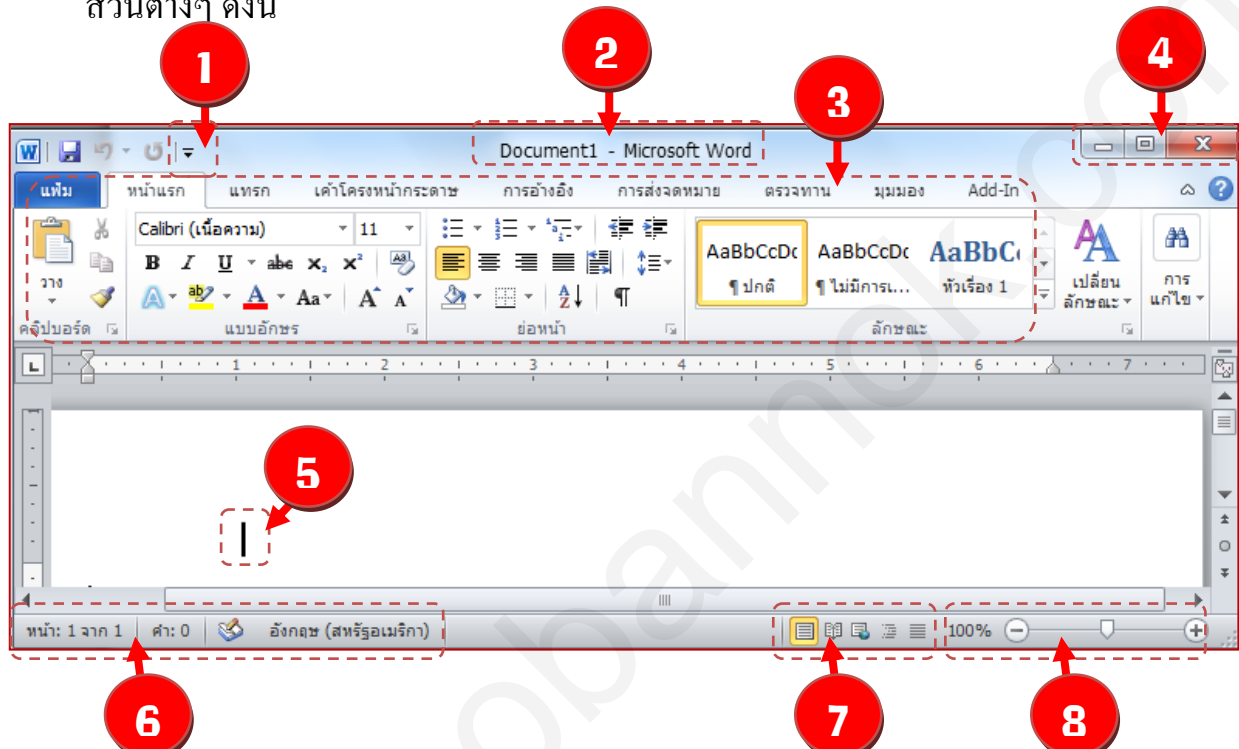 ส่วนต่างๆ ดังนี้
1
2
3
4
W
Document1 - Microsoft Word
แฟ้ม หน้าแรก แทรก เค้าโครงหน้ากระดาษ การอ้างอิง การส่งจดหมาย ตรวจทาน มุมมอง Add-In
Calibri (เนื้อความ) 11
วาง
B I U abc X₂ X²
Aa A A
AaBbCcDc AaBbCcDc AaBbC
¶ ปกติ ¶ ไม่มีการเ... หัวเรื่อง 1
เปลี่ยน
ลักษณะ
การ
แก้ไข
คลิปบอร์ด แบบอักษร ย่อหน้า ลักษณะ
L 1 2 3 4 5 6 7
5
หน้า: 1 จาก 1 คำ: 0 อังกฤษ (สหรัฐอเมริกา) 100%
6
7
8